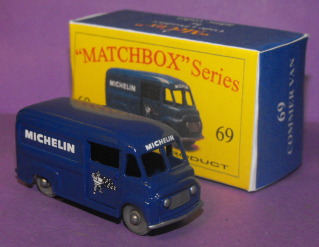 "MATCHBOX" Series
MICHELIN
69
69
COMMER VAN
PRODUCT
MICHELIN
MICHELIN